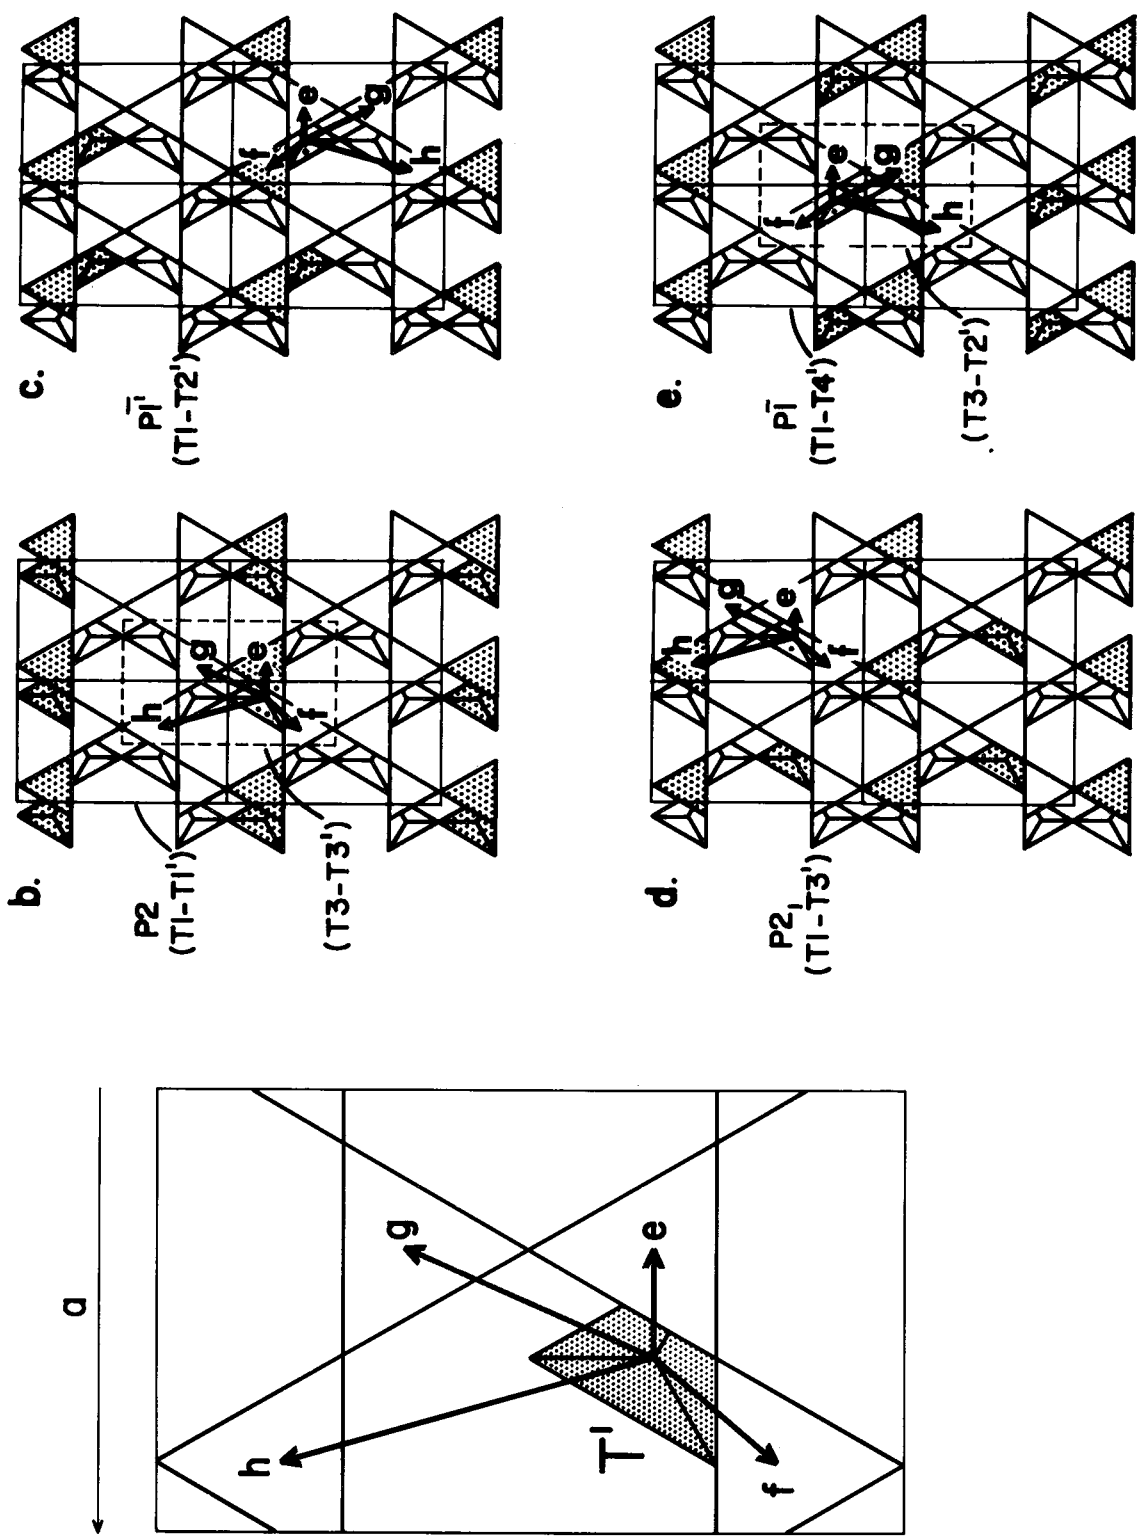 a
h
g
e
f
T'
b.
P2
(T1-T1')
(T3-T3')
h
g
e
f
c.
P1̄'
(T1-T2')
f
e
g
h
d.
P2₁
(T1-T3')
h
g
e
f
e.
P1̄
(T1-T4')
(T3-T2')
f
e
g
h